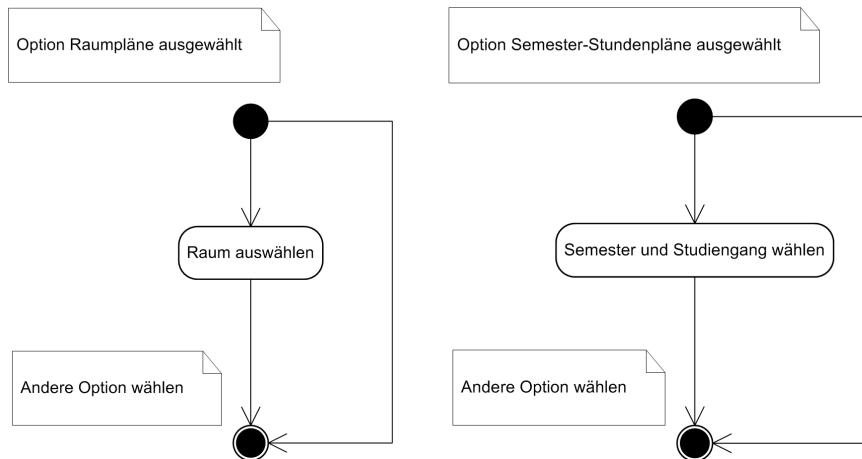 Option Raumpläne ausgewählt
Option Semester-Stundenpläne ausgewählt
Raum auswählen
Semester und Studiengang wählen
Andere Option wählen
Andere Option wählen